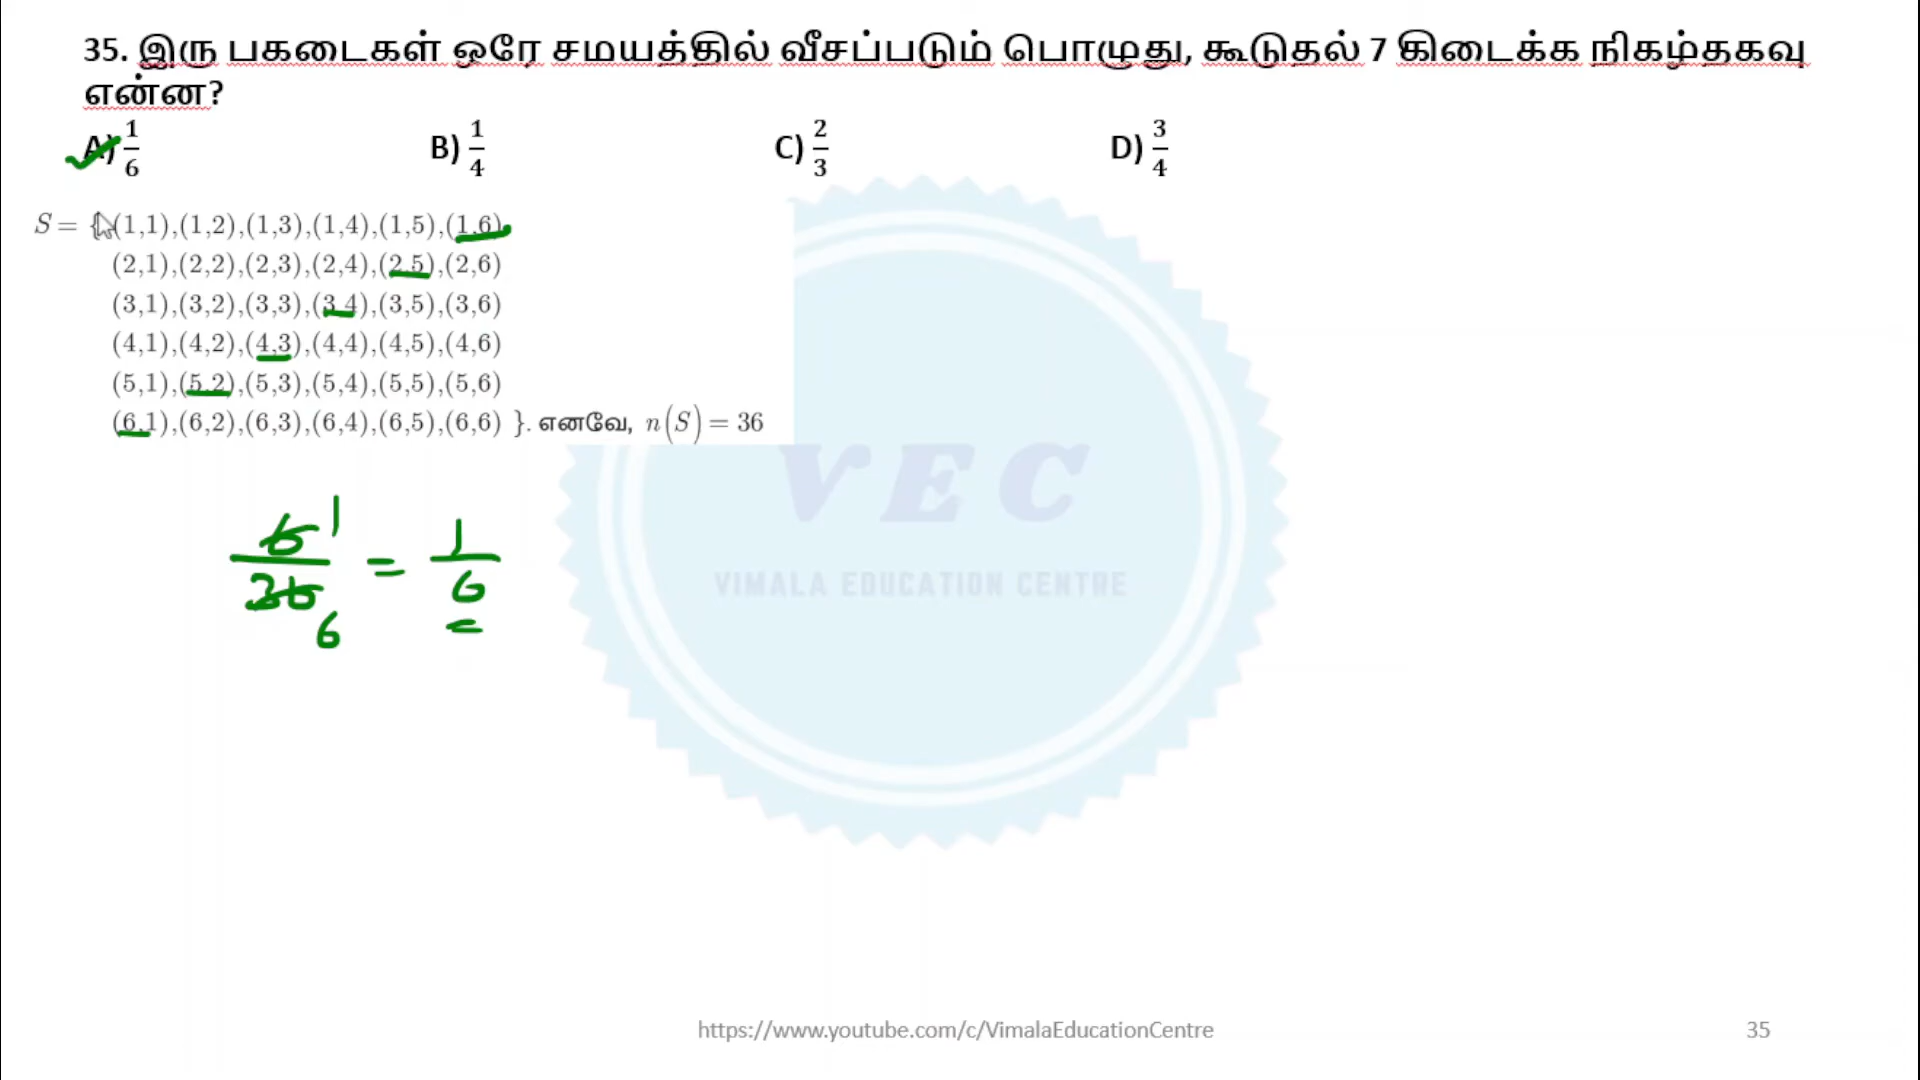 35. இரு பகடைகள் ஒரே சமயத்தில் வீசப்படும் பொழுது, கூடுதல் 7 கிடைக்க நிகழ்தகவு
என்ன?
A) 1/6 B) 1/4 C) 2/3 D) 3/4
S = {(1,1),(1,2),(1,3),(1,4),(1,5),(1,6),
(2,1),(2,2),(2,3),(2,4),(2,5),(2,6)
(3,1),(3,2),(3,3),(3,4),(3,5),(3,6)
(4,1),(4,2),(4,3),(4,4),(4,5),(4,6)
(5,1),(5,2),(5,3),(5,4),(5,5),(5,6)
(6,1),(6,2),(6,3),(6,4),(6,5),(6,6) }. எனவே, n(S) = 36
VEC
6/36 = 1/6
1
6
VIMALA EDUCATION CENTRE
https://www.youtube.com/c/VimalaEducationCentre 35